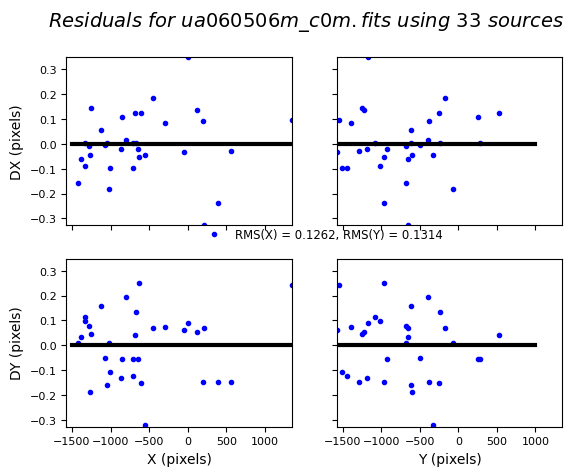 Residuals for ua060506m_c0m.fits using 33 sources
0.3
0.2
0.1
0.0
−0.1
−0.2
−0.3
DX (pixels)
RMS(X) = 0.1262, RMS(Y) = 0.1314
0.3
0.2
0.1
0.0
−0.1
−0.2
−0.3
DY (pixels)
−1500 −1000 −500 0 500 1000
X (pixels)
−1500 −1000 −500 0 500 1000
Y (pixels)